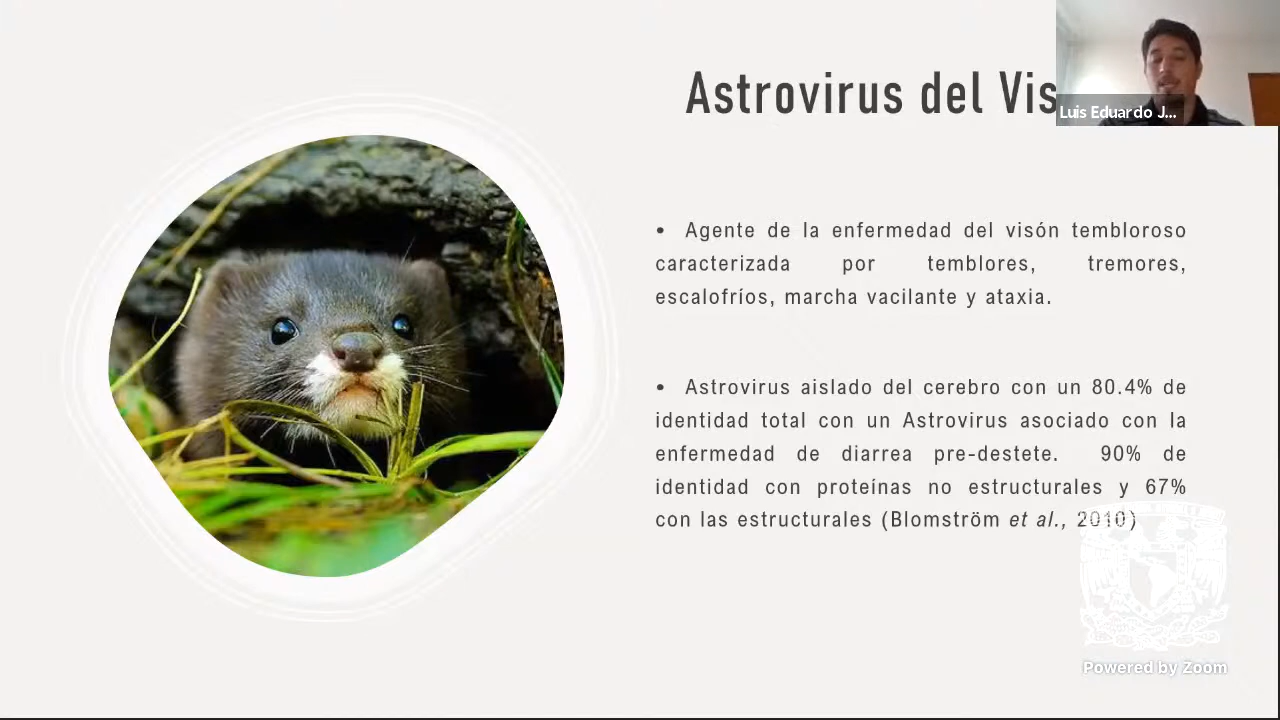 Astrovirus del Vis
Luis Eduardo J...
• Agente de la enfermedad del visón tembloroso
caracterizada por temblores, tremores,
escalofríos, marcha vacilante y ataxia.
• Astrovirus aislado del cerebro con un 80.4% de
identidad total con un Astrovirus asociado con la
enfermedad de diarrea pre-destete. 90% de
identidad con proteínas no estructurales y 67%
con las estructurales (Blomström et al., 2010)
Powered by Zoom